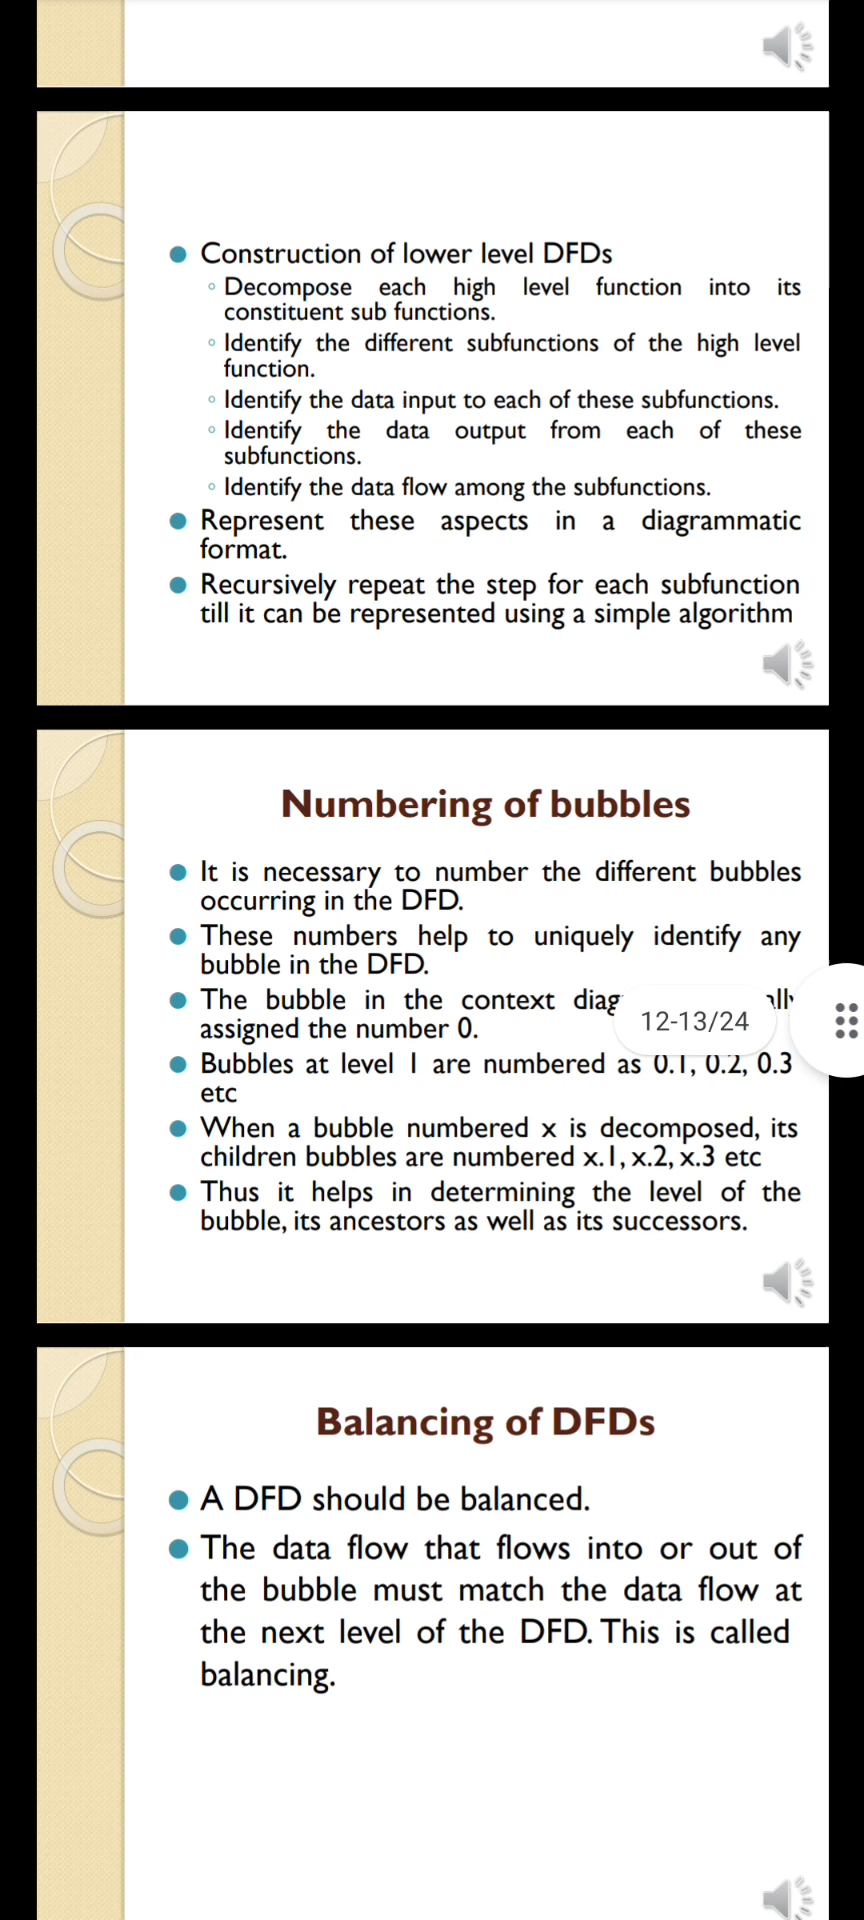 Construction of lower level DFDs
Decompose each high level function into its
constituent sub functions.
Identify the different subfunctions of the high level
function.
Identify the data input to each of these subfunctions.
Identify the data output from each of these
subfunctions.
Identify the data flow among the subfunctions.
Represent these aspects in a diagrammatic
format.
Recursively repeat the step for each subfunction
till it can be represented using a simple algorithm
Numbering of bubbles
It is necessary to number the different bubbles
occurring in the DFD.
These numbers help to uniquely identify any
bubble in the DFD.
The bubble in the context
12-13/24
assigned the number 0.
Bubbles at level 1 are numbered as 0.1, 0.2, 0.3
etc
When a bubble numbered x is decomposed, its
children bubbles are numbered x.1, x.2, x.3 etc
Thus it helps in determining the level of the
bubble, its ancestors as well as its successors.
Balancing of DFDs
A DFD should be balanced.
The data flow that flows into or out of
the bubble must match the data flow at
the next level of the DFD. This is called
balancing.